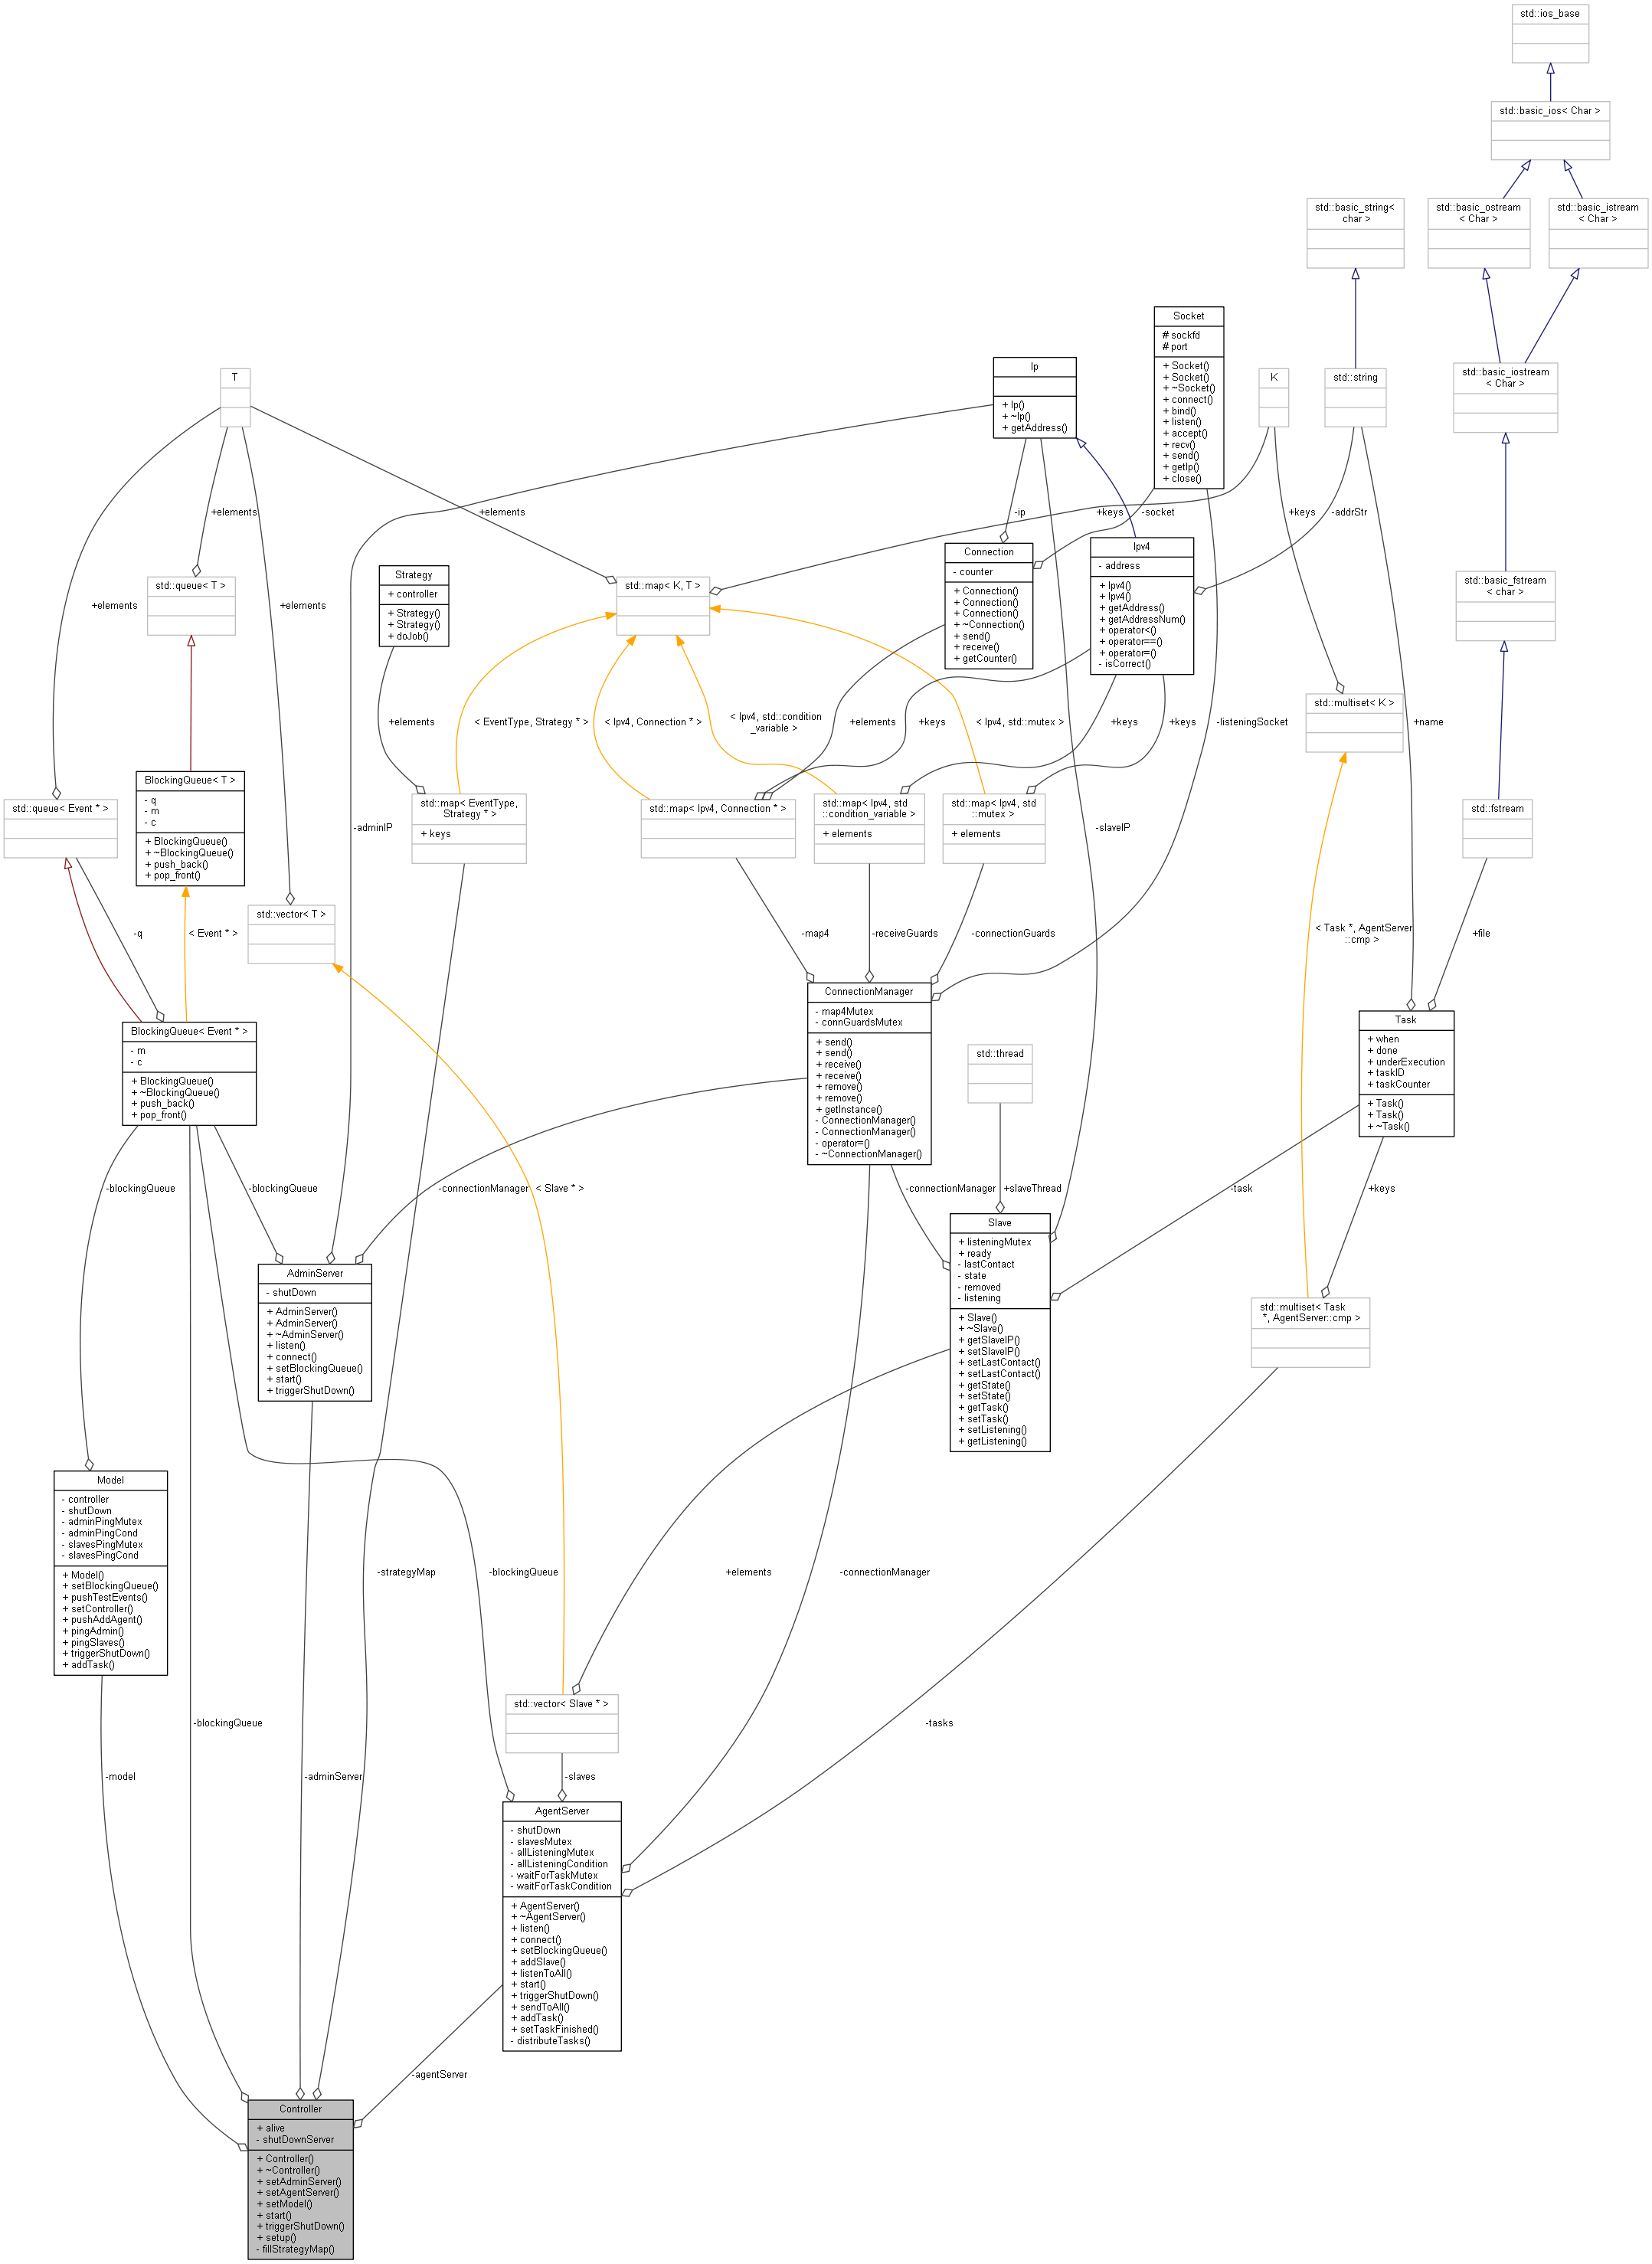 std::ios_base
std::basic_ios< Char >
std::basic_string<
char >
std::basic_ostream
< Char >
std::basic_istream
< Char >
Socket
# sockfd
# port
+ Socket()
+ Socket()
+ ~Socket()
+ connect()
+ bind()
+ listen()
+ accept()
+ recv()
+ send()
+ getIp()
+ close()
Ip
+ Ip()
+ ~Ip()
+ getAddress()
T
K
std::string
std::basic_iostream
< Char >
+elements
+elements
-ip
+keys
-socket
+keys
-addrStr
Connection
- counter
+ Connection()
+ Connection()
+ Connection()
+ ~Connection()
+ send()
+ receive()
+ getCounter()
Ipv4
- address
+ Ipv4()
+ Ipv4()
+ getAddress()
+ getAddressNum()
+ operator<()
+ operator==()
+ operator=()
- isCorrect()
Strategy
+ controller
+ Strategy()
+ Strategy()
+ doJob()
std::queue< T >
std::map< K, T >
std::basic_fstream
< char >
+elements
+elements
+elements
< EventType, Strategy * >
< Ipv4, Connection * >
< Ipv4, std::condition
_variable >
+elements
+keys
< Ipv4, std::mutex >
+keys
+keys
-listeningSocket
std::multiset< K >
+name
BlockingQueue< T >
- q
- m
- c
+ BlockingQueue()
+ ~BlockingQueue()
+ push_back()
+ pop_front()
std::queue< Event * >
-adminIP
std::map< EventType,
Strategy * >
+ keys
std::map< Ipv4, Connection * >
std::map< Ipv4, std
::condition_variable >
+ elements
std::map< Ipv4, std
::mutex >
+ elements
-slaveIP
std::fstream
std::vector< T >
-q
< Event * >
-map4
-receiveGuards
-connectionGuards
< Task *, AgentServer
::cmp >
+file
ConnectionManager
- map4Mutex
- connGuardsMutex
+ send()
+ send()
+ receive()
+ receive()
+ remove()
+ remove()
+ getInstance()
- ConnectionManager()
- ConnectionManager()
- operator=()
- ~ConnectionManager()
BlockingQueue< Event * >
- m
- c
+ BlockingQueue()
+ ~BlockingQueue()
+ push_back()
+ pop_front()
std::thread
Task
+ when
+ done
+ underExecution
+ taskID
+ taskCounter
+ Task()
+ Task()
+ ~Task()
-blockingQueue
-blockingQueue
-connectionManager
< Slave * >
-connectionManager
+slaveThread
-task
+keys
Slave
+ listeningMutex
+ ready
- lastContact
- state
- removed
- listening
+ Slave()
+ ~Slave()
+ getSlaveIP()
+ setSlaveIP()
+ setLastContact()
+ setLastContact()
+ getState()
+ setState()
+ getTask()
+ setTask()
+ setListening()
+ getListening()
AdminServer
- shutDown
+ AdminServer()
+ AdminServer()
+ ~AdminServer()
+ listen()
+ connect()
+ setBlockingQueue()
+ start()
+ triggerShutDown()
std::multiset< Task
*, AgentServer::cmp >
Model
- controller
- shutDown
- adminPingMutex
- adminPingCond
- slavesPingMutex
- slavesPingCond
+ Model()
+ setBlockingQueue()
+ pushTestEvents()
+ setController()
+ pushAddAgent()
+ pingAdmin()
+ pingSlaves()
+ triggerShutDown()
+ addTask()
-strategyMap
-blockingQueue
+elements
-connectionManager
std::vector< Slave * >
-blockingQueue
-tasks
-model
-adminServer
-slaves
AgentServer
- shutDown
- slavesMutex
- allListeningMutex
- allListeningCondition
- waitForTaskMutex
- waitForTaskCondition
+ AgentServer()
+ ~AgentServer()
+ listen()
+ connect()
+ setBlockingQueue()
+ addSlave()
+ listenToAll()
+ start()
+ triggerShutDown()
+ sendToAll()
+ addTask()
+ setTaskFinished()
- distributeTasks()
-agentServer
Controller
+ alive
- shutDownServer
+ Controller()
+ ~Controller()
+ setAdminServer()
+ setAgentServer()
+ setModel()
+ start()
+ triggerShutDown()
+ setup()
- fillStrategyMap()